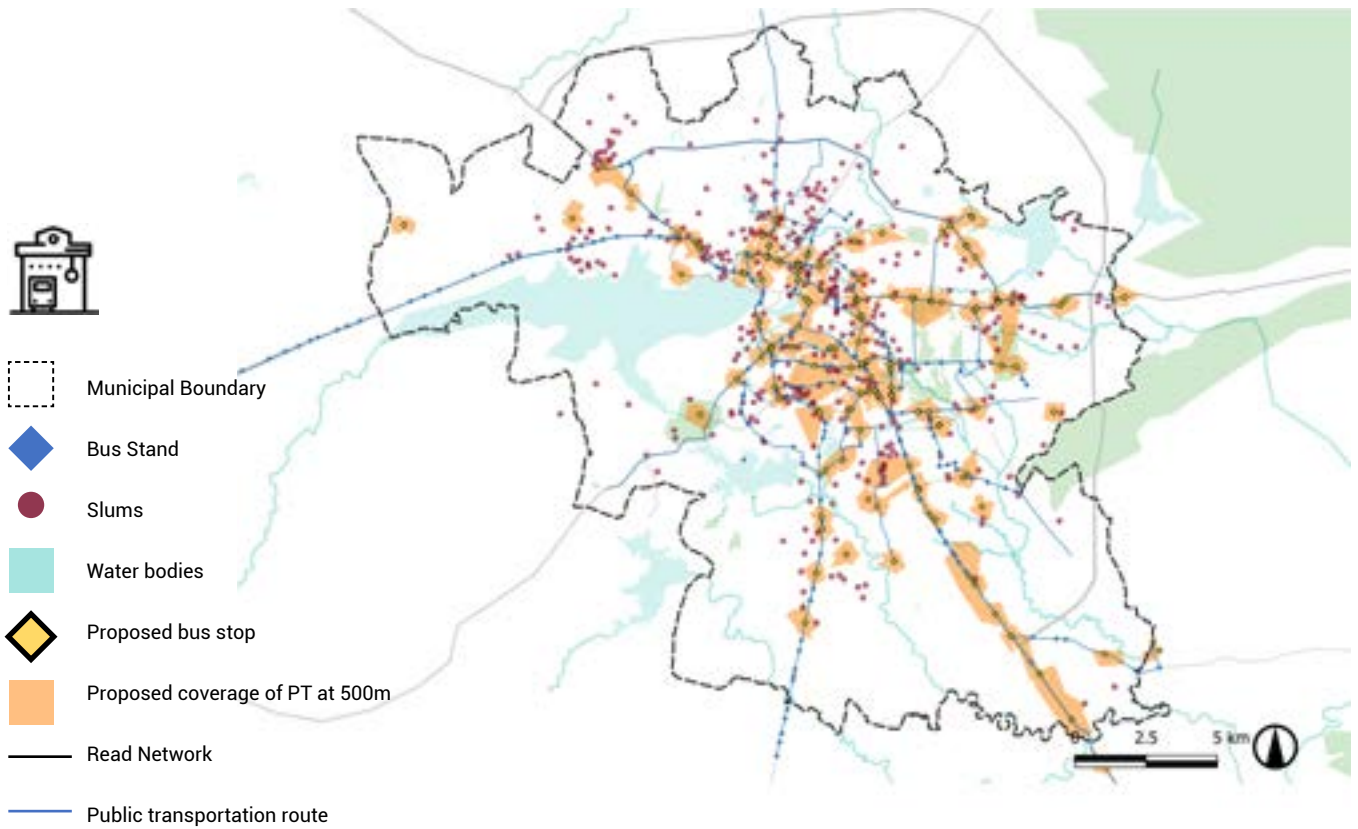 Municipal Boundary
Bus Stand
Slums
Water bodies
Proposed bus stop
Proposed coverage of PT at 500m
Read Network
Public transportation route
0 2.5 5 km